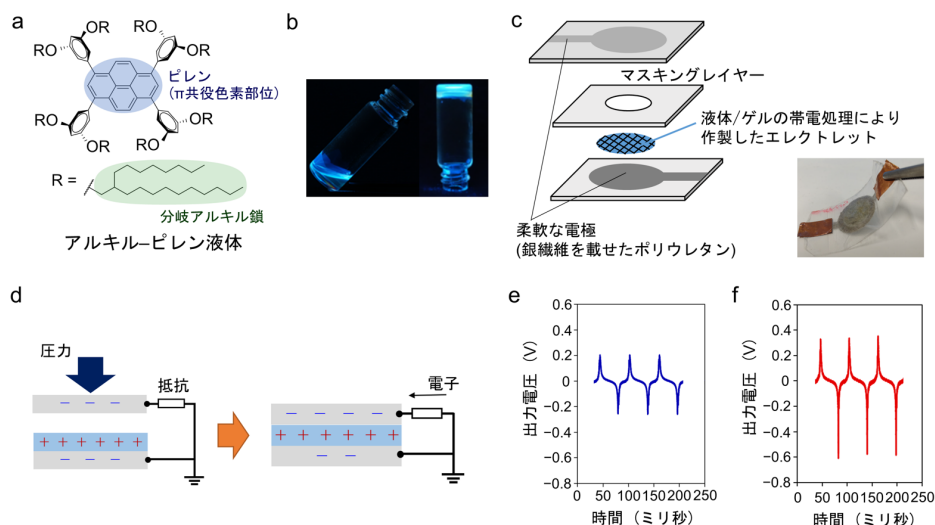 a
OR
OR
RO
OR
ピレン
(π共役色素部位)
RO
OR
RO
OR
R =
分岐アルキル鎖
アルキル–ピレン液体
b
c
マスキングレイヤー
液体/ゲルの帯電処理により
作製したエレクトレット
柔軟な電極
(銀繊維を載せたポリウレタン)
d
圧力
抵抗
− − −
+ + + + + +
− − −
電子
− − − − −
+ + + + + +
− −
e
出力電圧（V）
0.6
0.4
0.2
0
−0.2
−0.4
−0.6
−0.8
0 50 100 150 200 250
時間（ミリ秒）
f
出力電圧（V）
0.6
0.4
0.2
0
−0.2
−0.4
−0.6
−0.8
0 50 100 150 200 250
時間（ミリ秒）